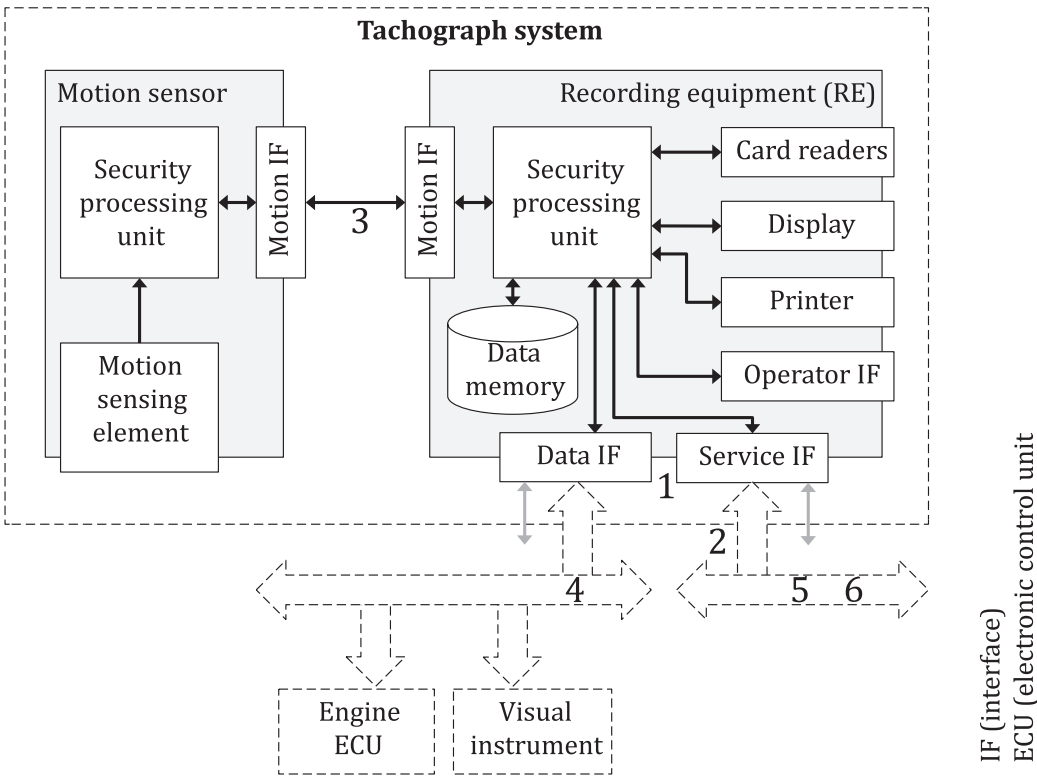 Tachograph system
Motion sensor
Recording equipment (RE)
Security
processing
unit
Motion IF
3
Motion IF
Security
processing
unit
Card readers
Display
Printer
Operator IF
Motion
sensing
element
Data
memory
Data IF
1
Service IF
2
4
5 6
Engine
ECU
Visual
instrument
IF (interface)
ECU (electronic control unit